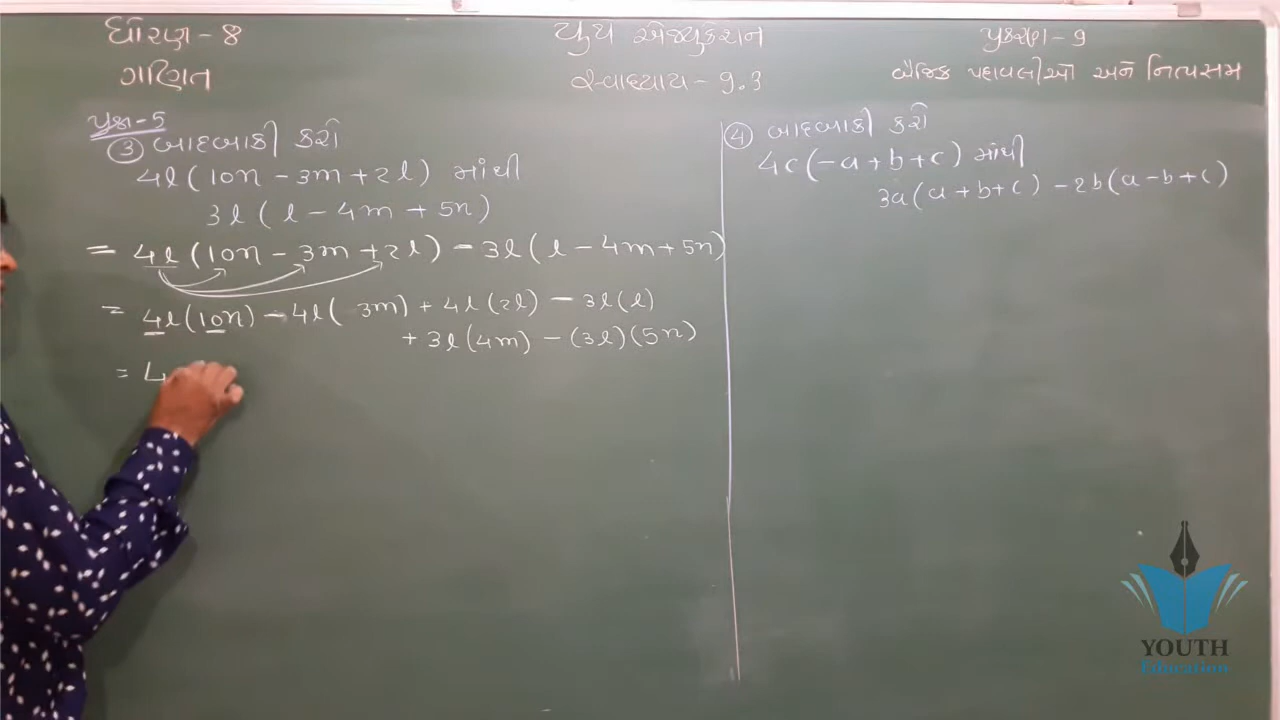 ધોરણ - ૪
યુથ એજ્યુકેશન
પ્રકરણ - 9
ગણિત
સ્વાધ્યાય - 9.3
બૈજિક પદાવલીઓ અને નિત્યસમ
પ્રશ્ન-5
③ બાદબાકી કરો
4l(10n - 3m + 2l) માંથી
3l(l - 4m + 5n)
= 4l(10n - 3m + 2l) - 3l(l - 4m + 5n)
= 4l(10n) - 4l(3m) + 4l(2l) - 3l(l)
+ 3l(4m) - (3l)(5n)
= 4
④ બાદબાકી કરો
4c(-a + b + c) માંથી
3a(a + b + c) - 2b(a - b + c)
YOUTH
Education